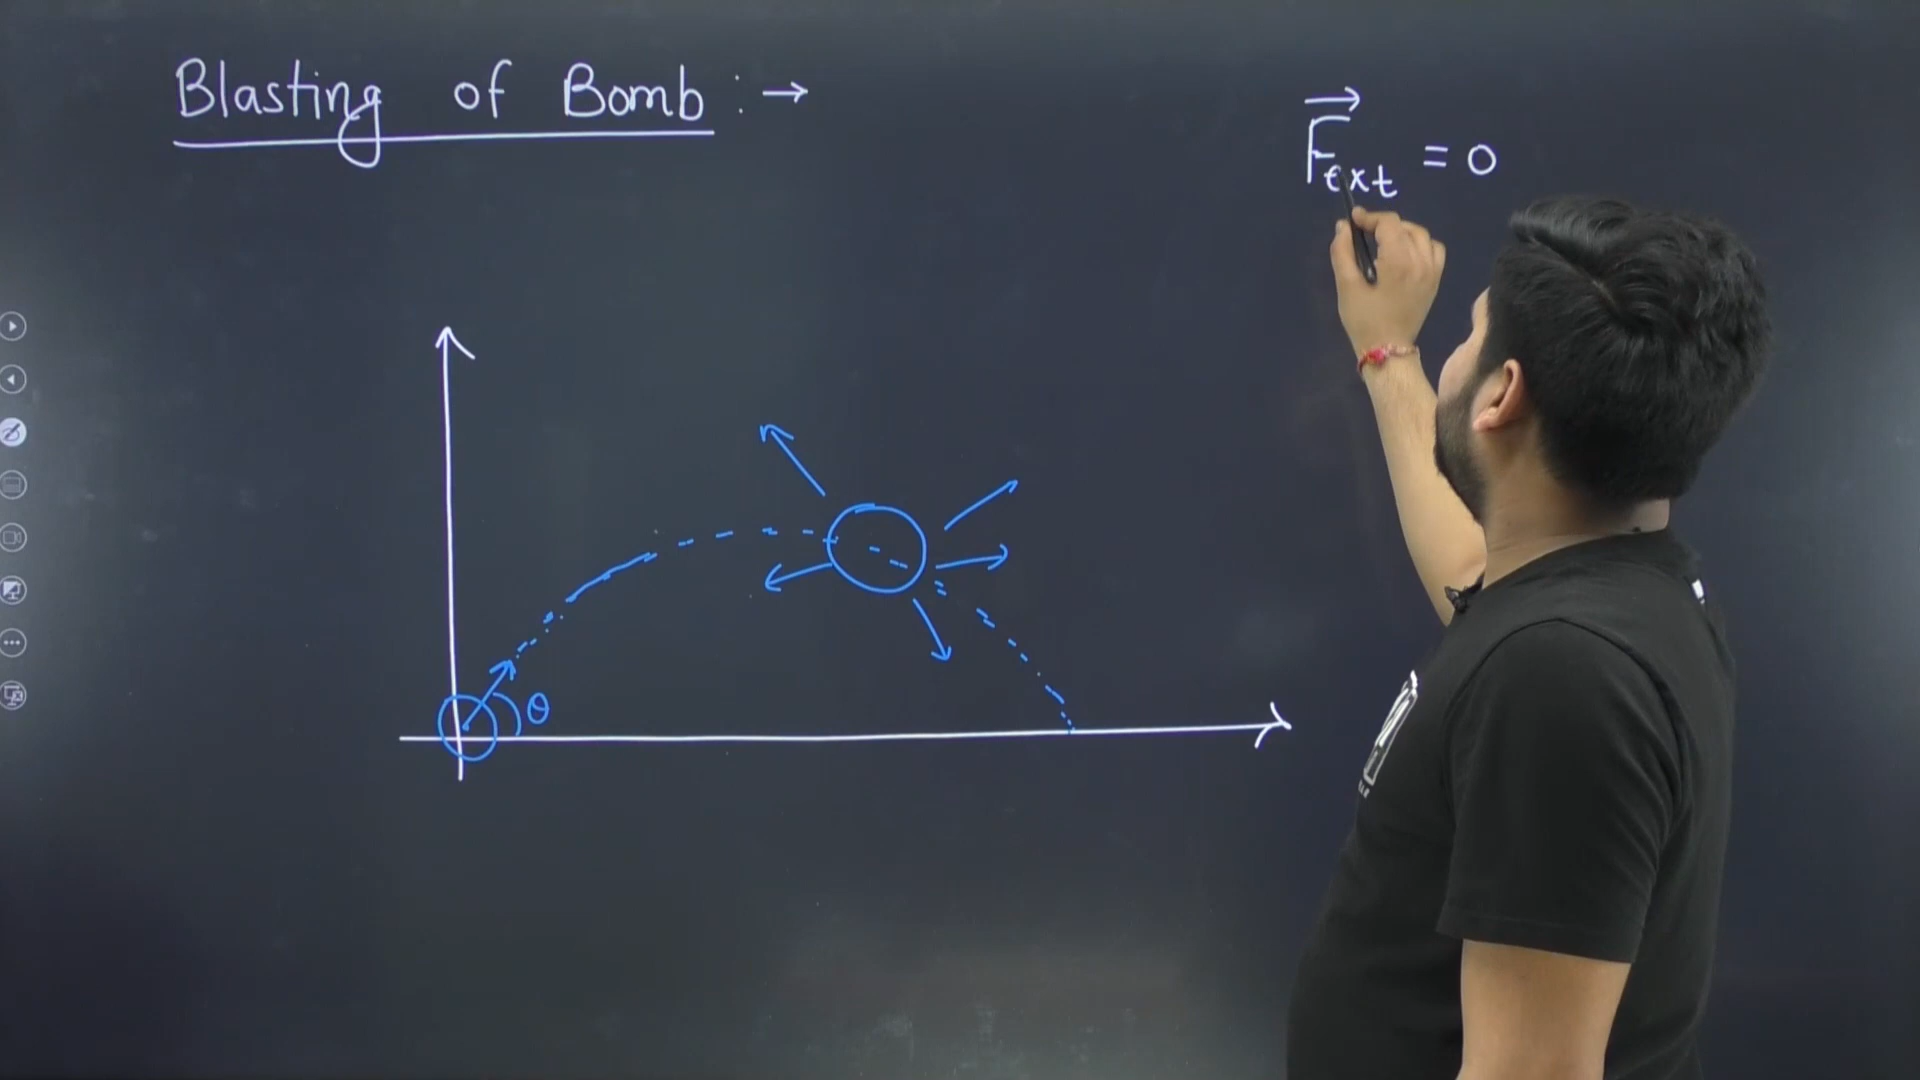 Blasting of Bomb :→
F⃗ext = 0
θ